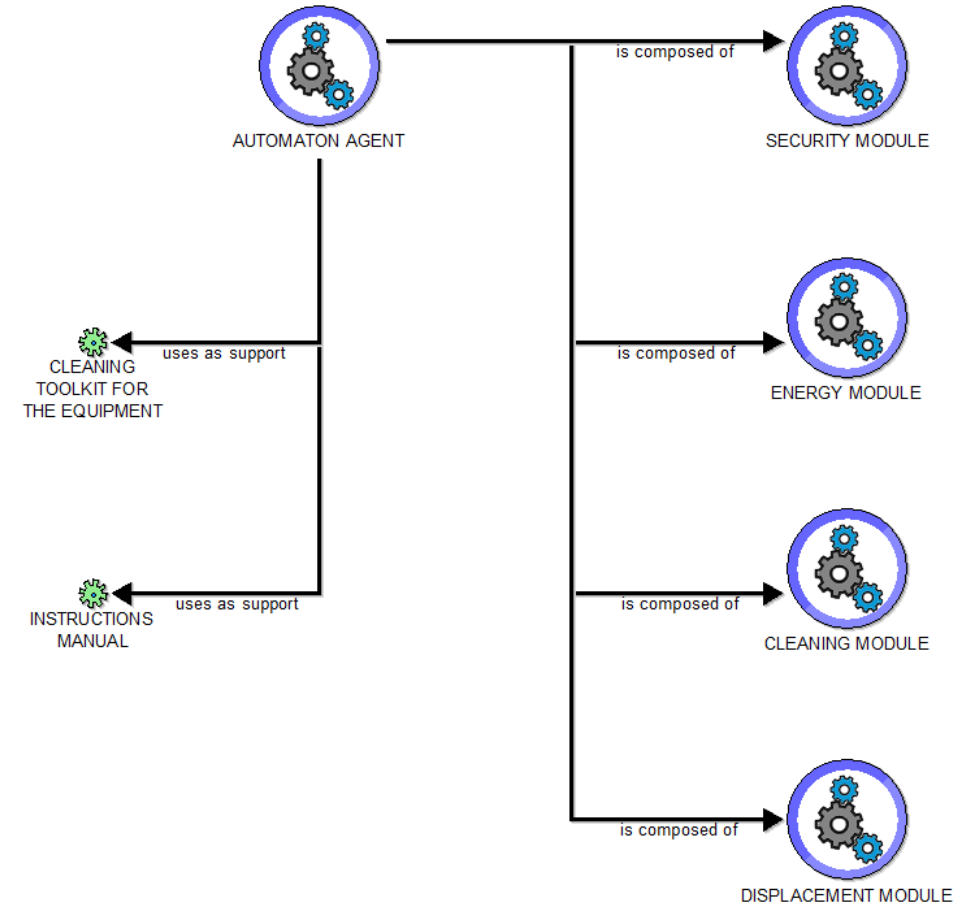 is composed of
AUTOMATON AGENT
SECURITY MODULE
uses as support
is composed of
CLEANING
TOOLKIT FOR
THE EQUIPMENT
ENERGY MODULE
uses as support
is composed of
INSTRUCTIONS
MANUAL
CLEANING MODULE
is composed of
DISPLACEMENT MODULE